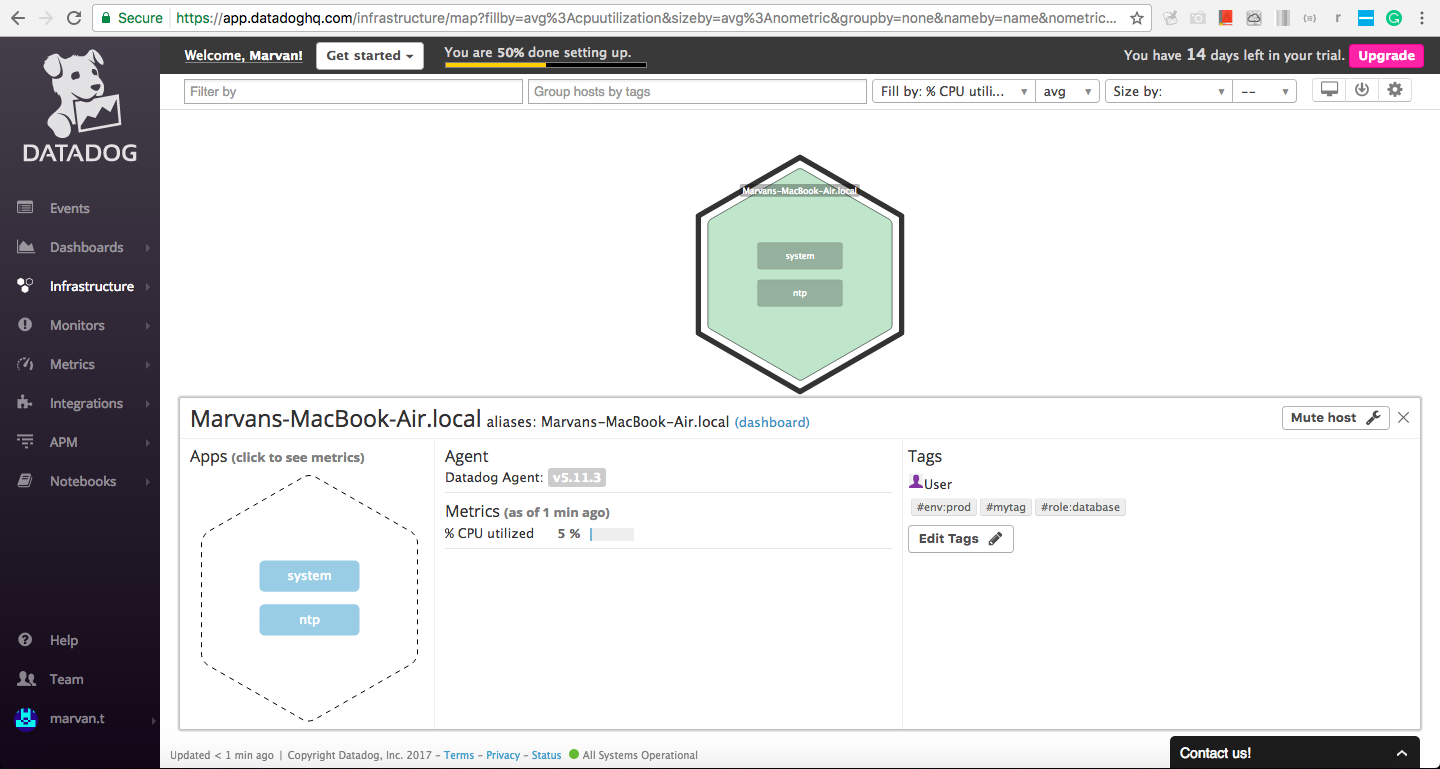 Secure https://app.datadoghq.com/infrastructure/map?fillby=avg%3Acpuutilization&sizeby=avg%3Anometric&groupby=none&nameby=name&nometric...
Welcome, Marvan! Get started You are 50% done setting up. You have 14 days left in your trial. Upgrade
Filter by Group hosts by tags Fill by: % CPU utili... avg Size by: --
DATADOG
Events
Dashboards
Infrastructure
Monitors
Metrics
Integrations
APM
Notebooks
Help
Team
marvan.t
Marvans-MacBook-Air.local
system
ntp
Marvans-MacBook-Air.local aliases: Marvans-MacBook-Air.local (dashboard) Mute host
Apps (click to see metrics)
system
ntp
Agent
Datadog Agent: v5.11.3
Metrics (as of 1 min ago)
% CPU utilized 5 %
Tags
User
#env:prod #mytag #role:database
Edit Tags
Updated < 1 min ago | Copyright Datadog, Inc. 2017 – Terms – Privacy – Status All Systems Operational
Contact us!